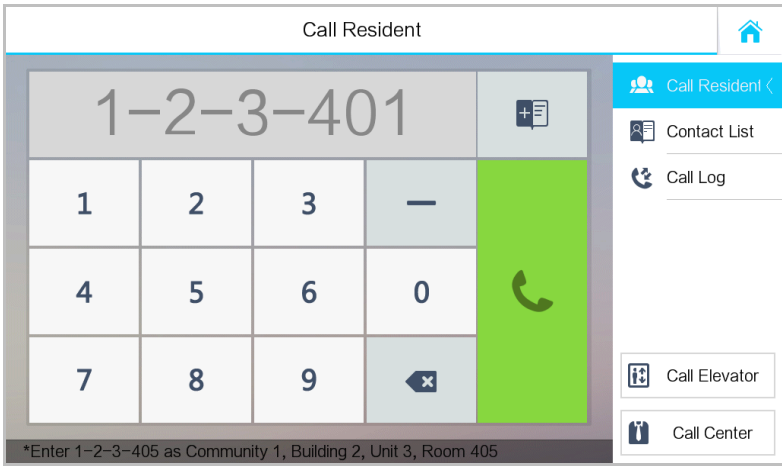 Call Resident
1-2-3-401
Call Resident
Contact List
Call Log
1 2 3 —
4 5 6 0
7 8 9
Call Elevator
Call Center
*Enter 1-2-3-405 as Community 1, Building 2, Unit 3, Room 405